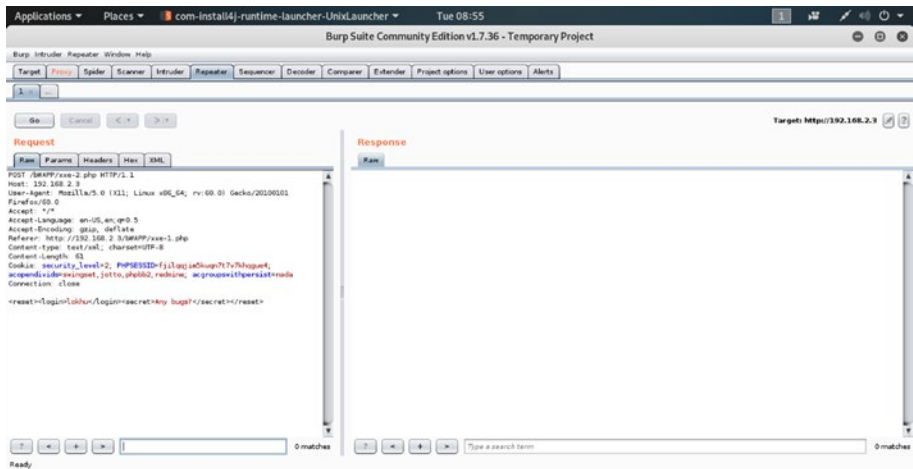 Applications Places com-install4j-runtime-launcher-UnixLauncher Tue 08:55 1
Burp Suite Community Edition v1.7.36 - Temporary Project
Burp Intruder Repeater Window Help
Target Proxy Spider Scanner Intruder Repeater Sequencer Decoder Comparer Extender Project options User options Alerts
1 × ...
Go Cancel < > Target: http://192.168.2.3 ?
Request
Raw Params Headers Hex XML
POST /bWAPP/xxe-2.php HTTP/1.1
Host: 192.168.2.3
User-Agent: Mozilla/5.0 (X11; Linux x86_64; rv:60.0) Gecko/20100101
Firefox/60.0
Accept: */*
Accept-Language: en-US,en;q=0.5
Accept-Encoding: gzip, deflate
Referer: http://192.168.2.3/bWAPP/xxe-1.php
Content-type: text/xml; charset=UTF-8
Content-Length: 61
Cookie: security_level=2;
acopendivids=swingset,jotto,phpbb2,redmine; acgroupswithpersist=nada
Connection: close
<reset><login>lokhu</login><secret>Any bugs?</secret></reset>
? < + > 0 matches
Response
Raw
? < + > Type a search term 0 matches
Ready